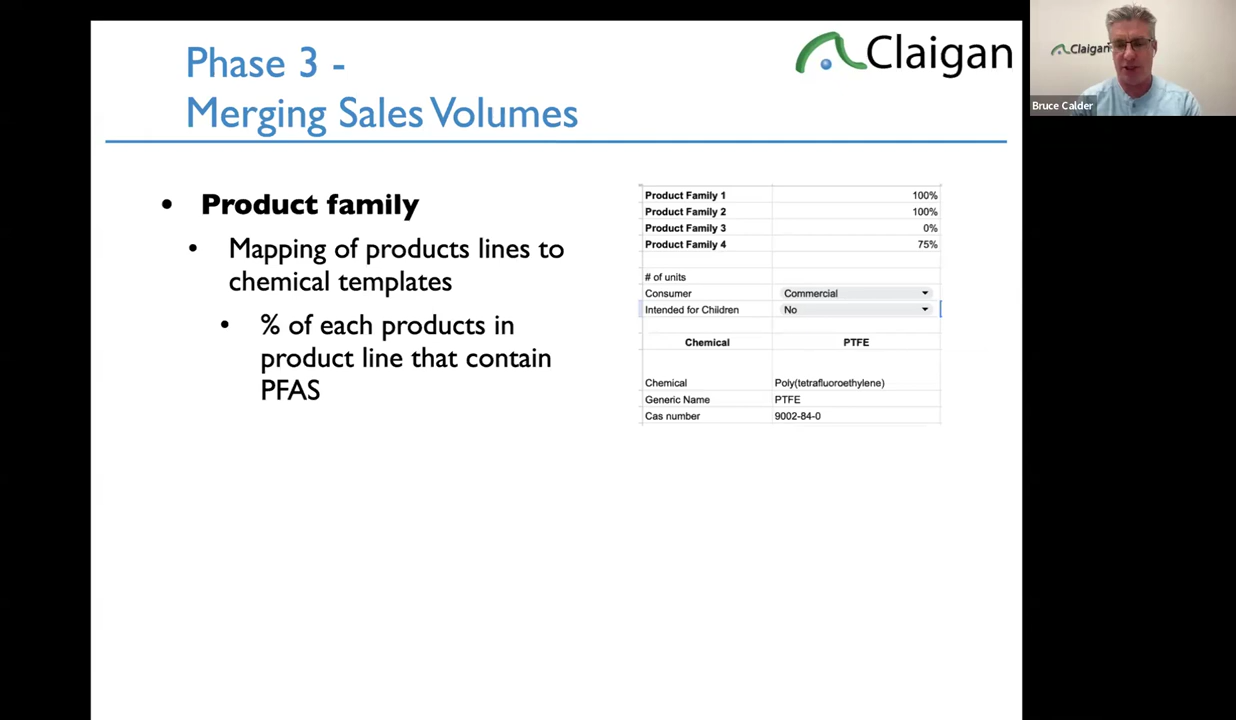 Phase 3 -
Merging Sales Volumes
Claigan
• Product family
• Mapping of products lines to
chemical templates
• % of each products in
product line that contain
PFAS
Product Family 1 100%
Product Family 2 100%
Product Family 3 0%
Product Family 4 75%
# of units
Consumer Commercial
Intended for Children No
Chemical PTFE
Chemical Poly(tetrafluoroethylene)
Generic Name PTFE
Cas number 9002-84-0
Claigan
Bruce Calder